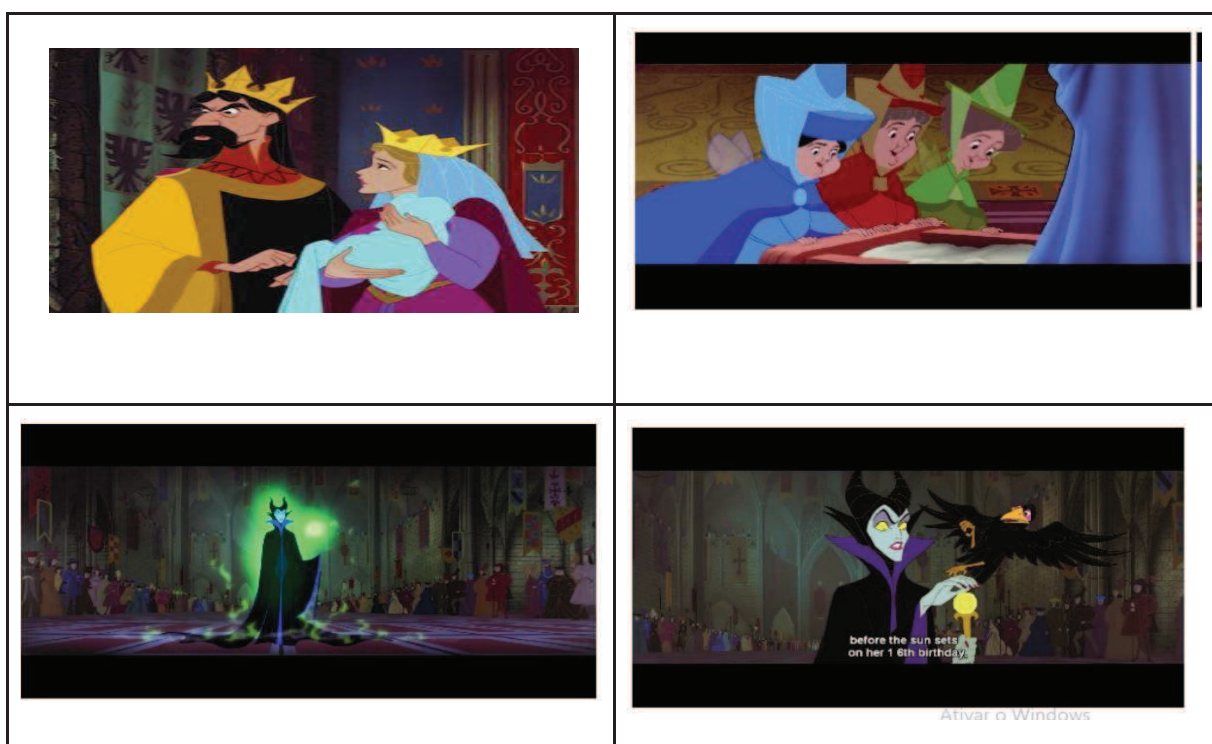 before the sun sets
on her 1 6th birthday,
Ativar o Windows